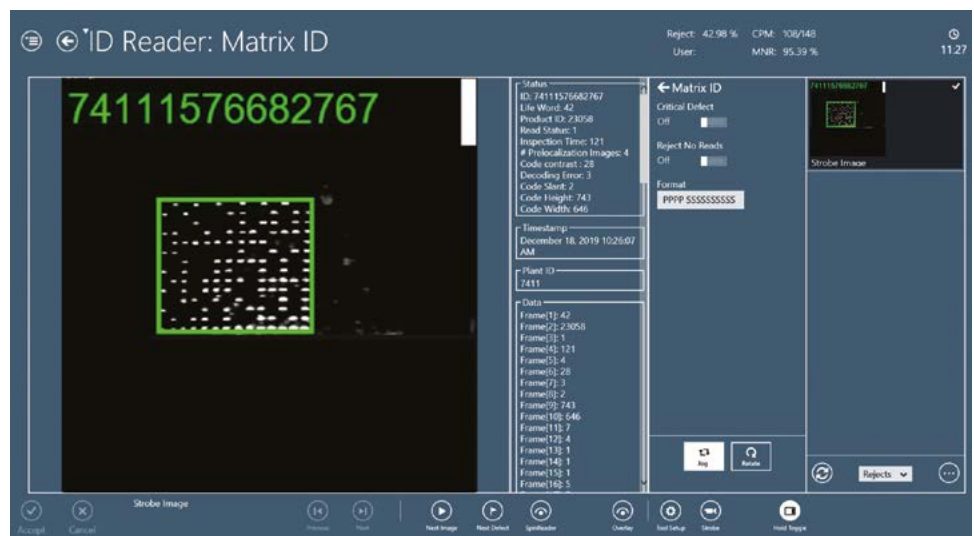 ID Reader: Matrix ID
Reject: 42.98 % CPM: 108/148
User: MNR: 95.39 %
11:27
74111576682767
Status
ID: 74111576682767
Life Word: 42
Product ID: 23058
Read Status: 1
Inspection Time: 121
# Prelocalization Images: 4
Code contrast : 28
Decoding Error: 3
Code Slant: 2
Code Height: 743
Code Width: 646
Timestamp
December 18, 2019 10:26:07
AM
Plant ID
7411
Data
Frame[1]: 42
Frame[2]: 23058
Frame[3]: 1
Frame[4]: 121
Frame[5]: 4
Frame[6]: 28
Frame[7]: 3
Frame[8]: 2
Frame[9]: 743
Frame[10]: 646
Frame[11]: 7
Frame[12]: 4
Frame[13]: 1
Frame[14]: 1
Frame[15]: 1
Frame[16]: 5
Matrix ID
Critical Defect
Off
Reject No Reads
Off
Format
PPPP SSSSSSSSSS
Jog Rotate
74111576682767
Strobe Image
Rejects
Accept Cancel Strobe Image Previous Next Next Image Next Defect SpinReader Overlay Tool Setup Strobe Hold Toggle